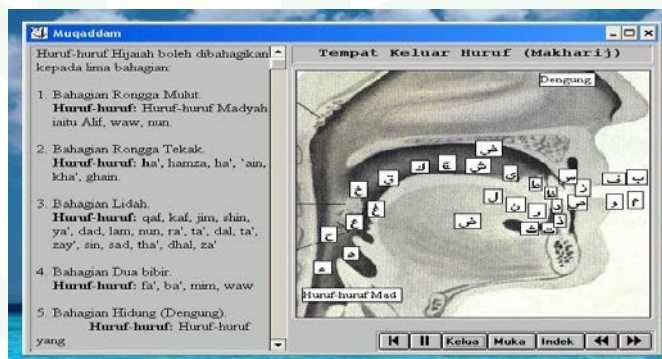 Muqaddam
Huruf-huruf Hijaiah boleh dibahagikan
kepada lima bahagian:
1. Bahagian Rongga Mulut.
Huruf-huruf: Huruf-huruf Madyah
iaitu Alif, waw, nun.
2. Bahagian Rongga Tekak.
Huruf-huruf: ha', hamza, ha', `ain,
kha', ghain.
3. Bahagian Lidah.
Huruf-huruf: qaf, kaf, jim, shin,
ya', dad, lam, nun, ra', ta', dal, ta',
zay', sin, sad, tha', dhal, za'
4. Bahagian Dua bibir.
Huruf-huruf: fa', ba', mim, waw
5. Bahagian Hidung (Dengung).
Huruf-huruf: Huruf-huruf
yang
Tempat Keluar Huruf (Makharij)
Dengung
ض
ق ك ج ش ي
س
ف ب
خ
ز
غ
ل ن ر
د
ص
و م
ع
ح
ذ
ث ت
ه
Huruf-huruf Mad
Kelua Muka Indek